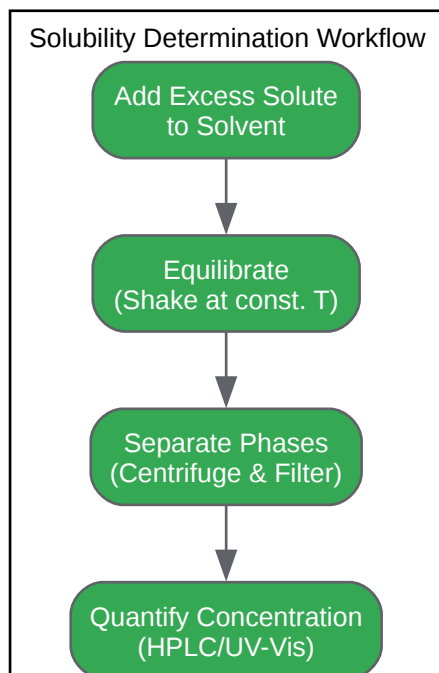 Solubility Determination Workflow
Add Excess Solute
to Solvent
Equilibrate
(Shake at const. T)
Separate Phases
(Centrifuge & Filter)
Quantify Concentration
(HPLC/UV-Vis)